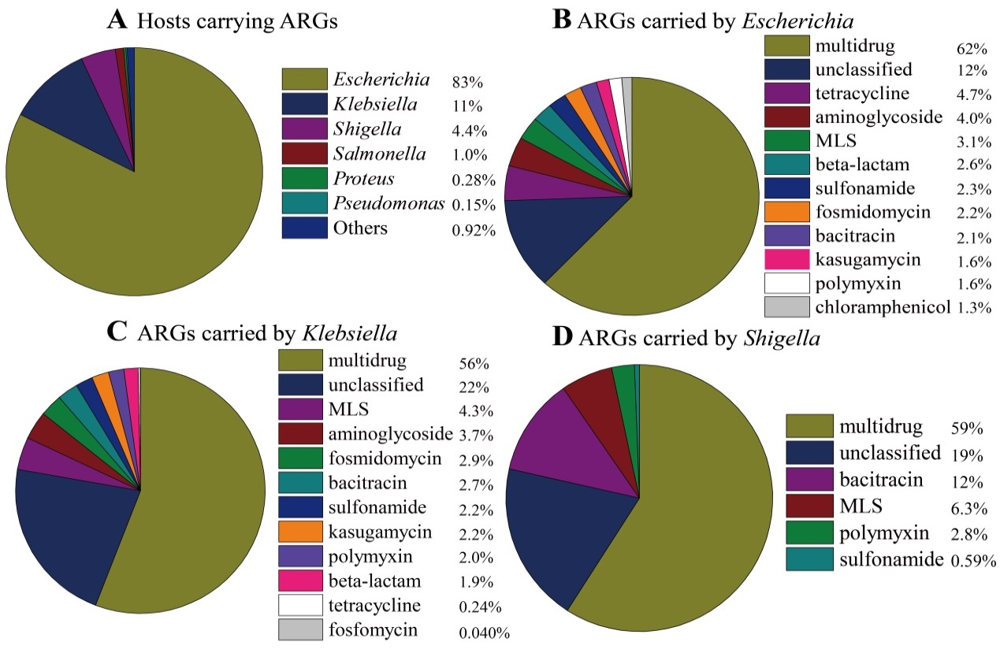 A Hosts carrying ARGs
Escherichia 83%
Klebsiella 11%
Shigella 4.4%
Salmonella 1.0%
Proteus 0.28%
Pseudomonas 0.15%
Others 0.92%
B ARGs carried by Escherichia
multidrug 62%
unclassified 12%
tetracycline 4.7%
aminoglycoside 4.0%
MLS 3.1%
beta-lactam 2.6%
sulfonamide 2.3%
fosmidomycin 2.2%
bacitracin 2.1%
kasugamycin 1.6%
polymyxin 1.6%
chloramphenicol 1.3%
C ARGs carried by Klebsiella
multidrug 56%
unclassified 22%
MLS 4.3%
aminoglycoside 3.7%
fosmidomycin 2.9%
bacitracin 2.7%
sulfonamide 2.2%
kasugamycin 2.2%
polymyxin 2.0%
beta-lactam 1.9%
tetracycline 0.24%
fosfomycin 0.040%
D ARGs carried by Shigella
multidrug 59%
unclassified 19%
bacitracin 12%
MLS 6.3%
polymyxin 2.8%
sulfonamide 0.59%